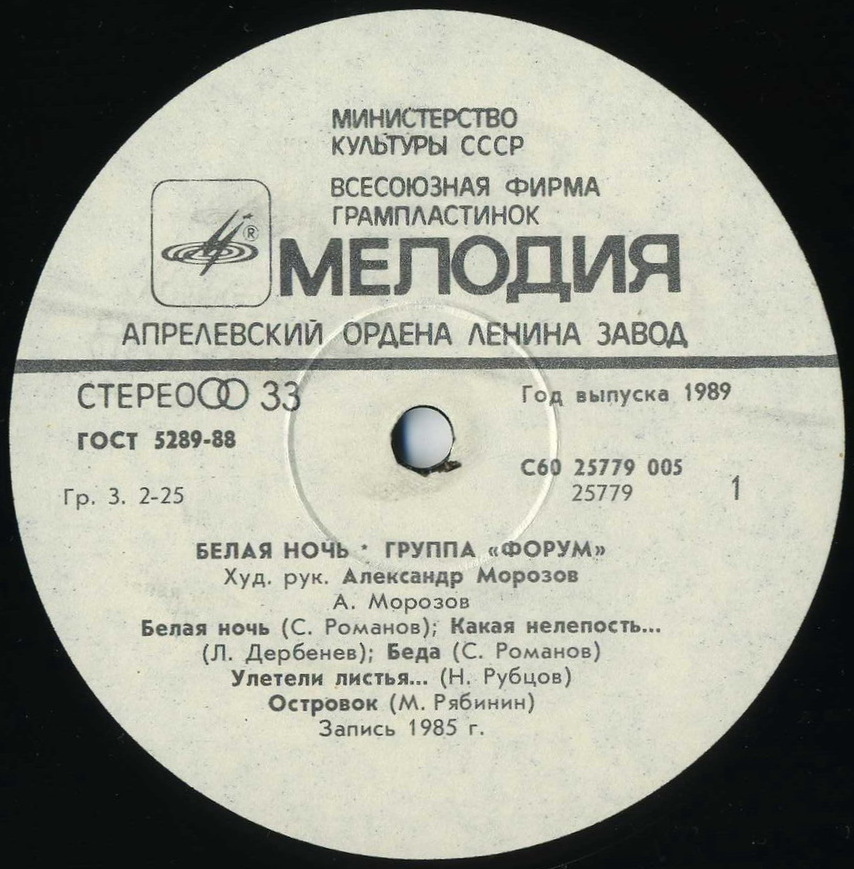 МИНИСТЕРСТВО
КУЛЬТУРЫ СССР
ВСЕСОЮЗНАЯ ФИРМА
ГРАМПЛАСТИНОК
®
МЕЛОДИЯ
АПРЕЛЕВСКИЙ ОРДЕНА ЛЕНИНА ЗАВОД
СТЕРЕО 33
Год выпуска 1989
ГОСТ 5289-88
С60 25779 005
Гр. 3. 2-25
25779
1
БЕЛАЯ НОЧЬ * ГРУППА «ФОРУМ»
Худ. рук. Александр Морозов
А. Морозов
Белая ночь (С. Романов); Какая нелепость...
(Л. Дербенев); Беда (С. Романов)
Улетели листья... (Н. Рубцов)
Островок (М. Рябинин)
Запись 1985 г.